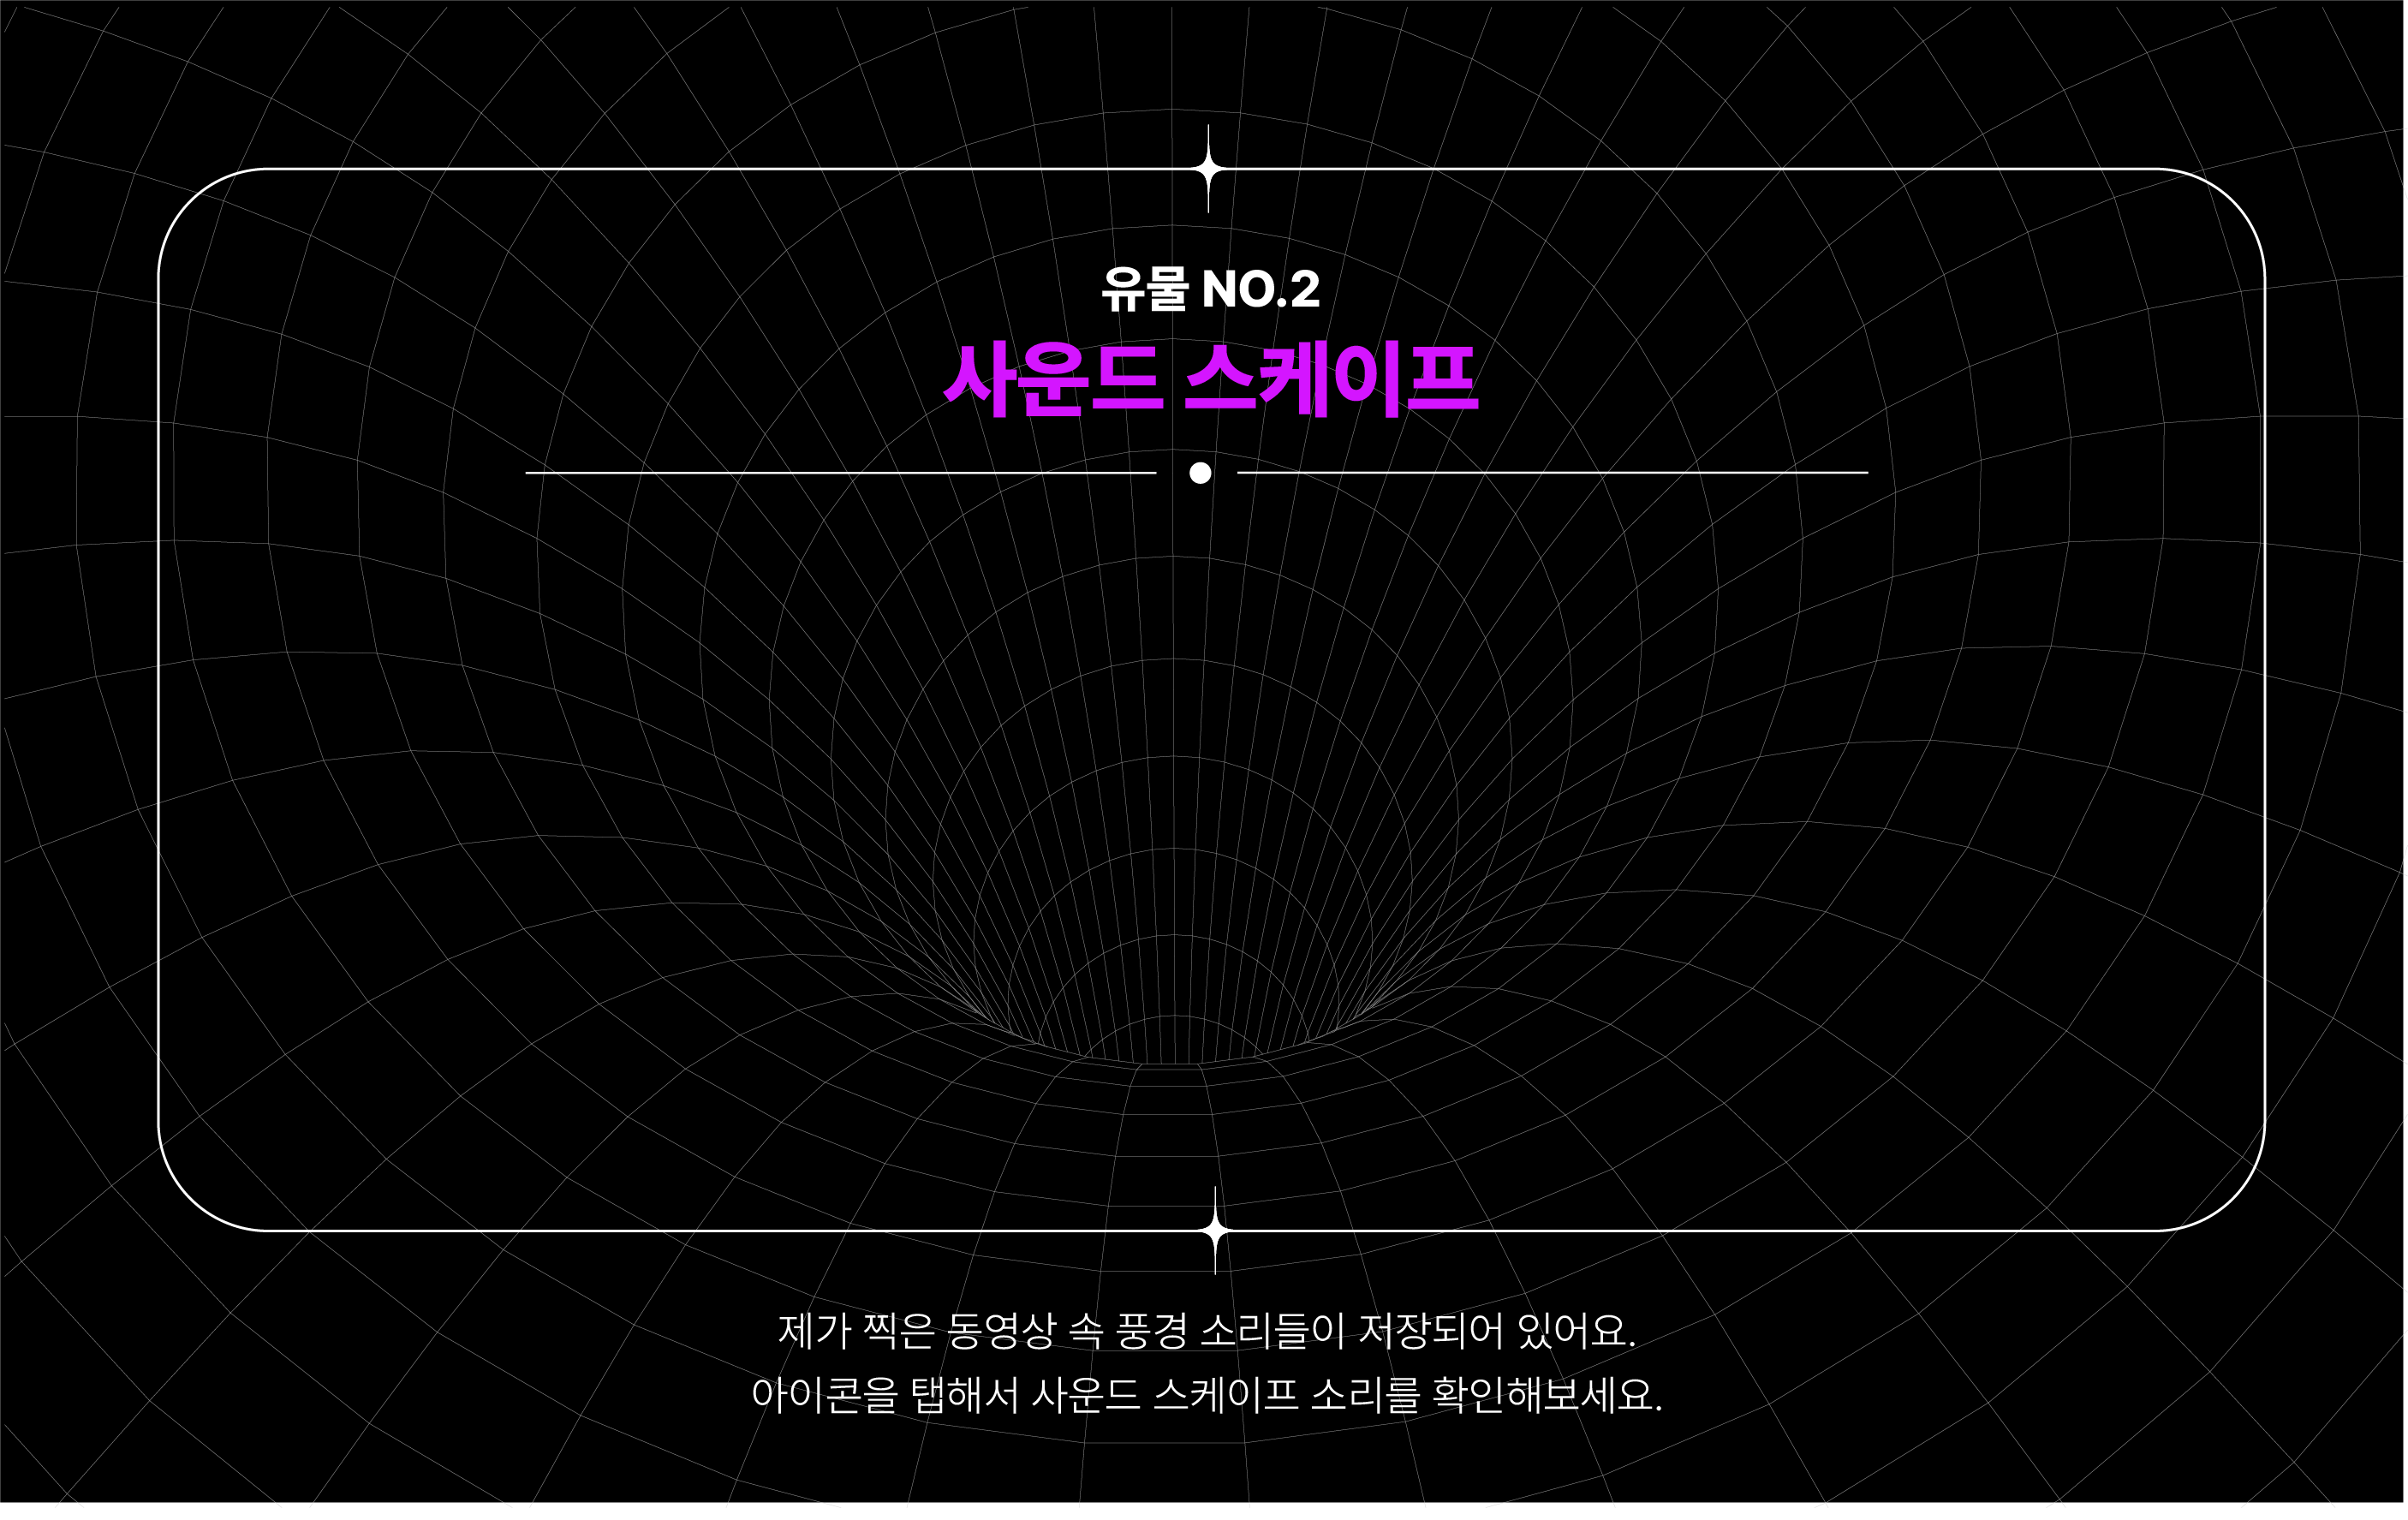 유물 NO.2
사운드 스케이프
제가 찍은 동영상 속 풍경 소리들이 저장되어 있어요.
아이콘을 탭해서 사운드 스케이프 소리를 확인해보세요.